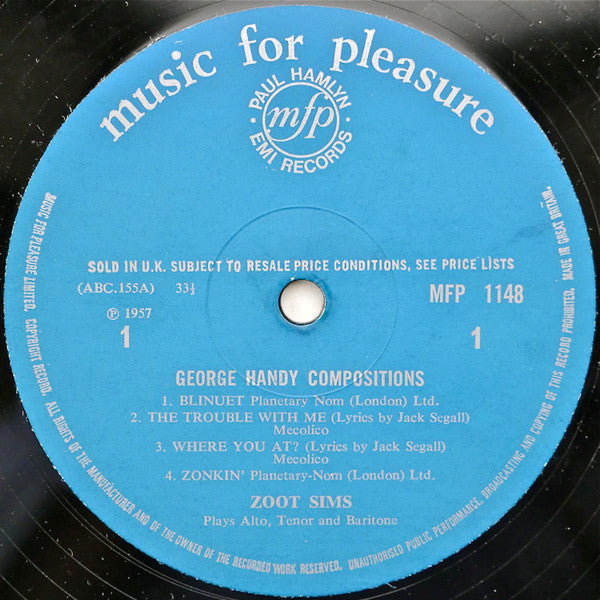 music for pleasure
PAUL HAMLYN
mfp
EMI RECORDS
SOLD IN U.K. SUBJECT TO RESALE PRICE CONDITIONS, SEE PRICE LISTS
(ABC.155A) 33⅓
MFP 1148
℗ 1957
1
1
GEORGE HANDY COMPOSITIONS
1. BLINUET Planetary Nom (London) Ltd.
2. THE TROUBLE WITH ME (Lyrics by Jack Segall)
Mecolico
3. WHERE YOU AT? (Lyrics by Jack Segall)
Mecolico
4. ZONKIN' Planetary-Nom (London) Ltd.
ZOOT SIMS
Plays Alto, Tenor and Baritone
MUSIC FOR PLEASURE LIMITED. COPYRIGHT RECORD. ALL RIGHTS OF THE MANUFACTURER AND OF THE OWNER OF THE RECORDED WORK RESERVED. UNAUTHORISED PUBLIC PERFORMANCE, BROADCASTING AND COPYING OF THIS RECORD PROHIBITED. MADE IN GREAT BRITAIN.